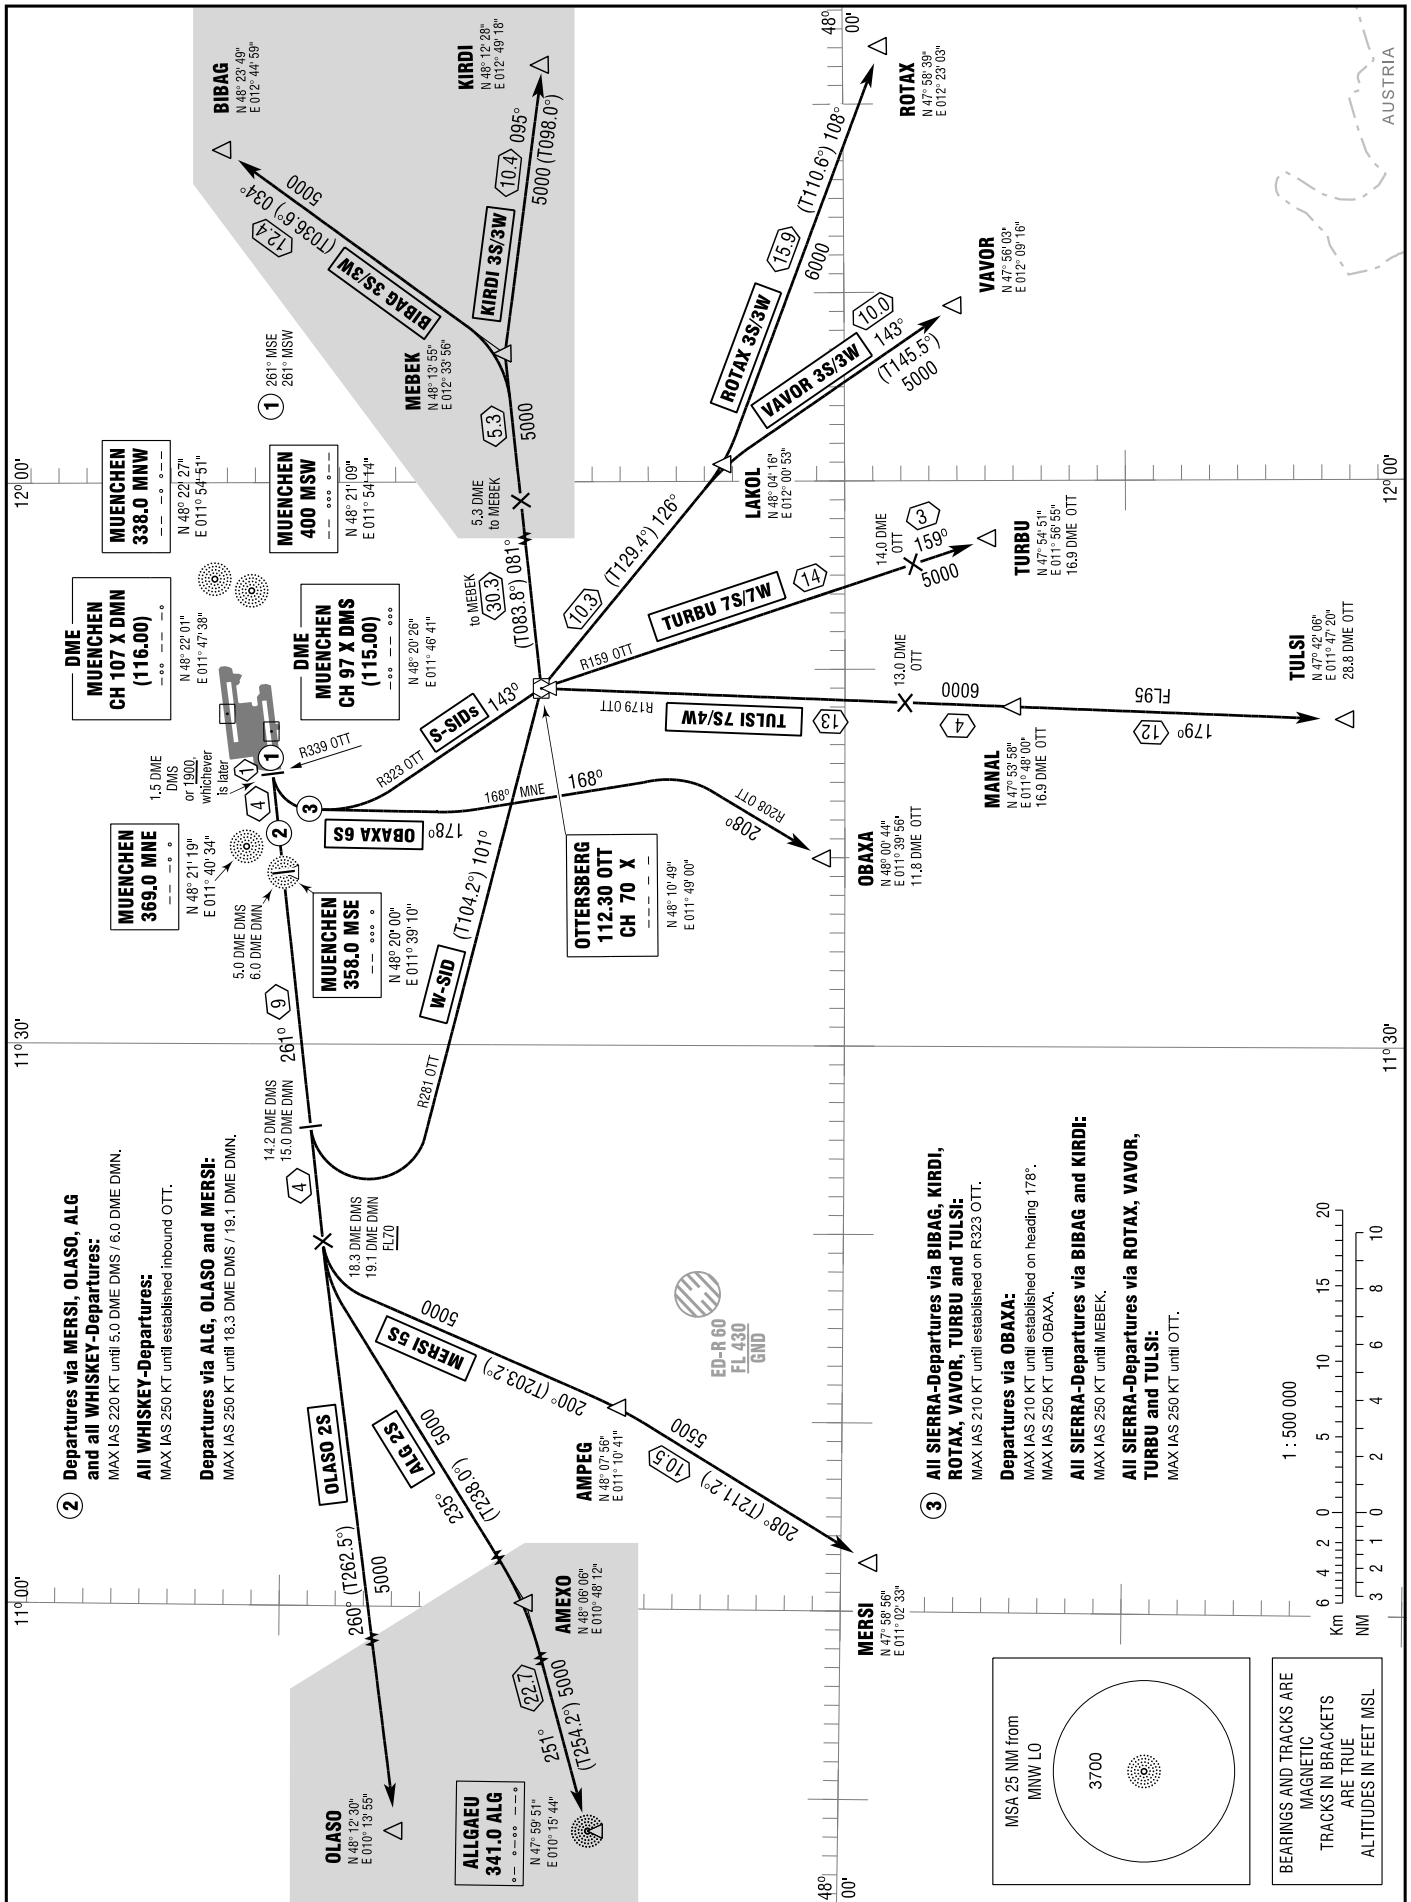 11° 00'
11° 30'
12° 00'
2
Departures via MERSI, OLASO, ALG
and all WHISKEY-Departures:
MAX IAS 220 KT until 5.0 DME DMS / 6.0 DME DMN.
All WHISKEY-Departures:
MAX IAS 250 KT until established inbound OTT.
Departures via ALG, OLASO and MERSI:
MAX IAS 250 KT until 18.3 DME DMS / 19.1 DME DMN.
MUENCHEN
369.0 MNE
N 48° 21' 19"
E 011° 40' 34"
5.0 DME DMS
6.0 DME DMN
1.5 DME
DMS
or 1900,
whichever
is later
DME
MUENCHEN
CH 107 X DMN
(116.00)
N 48° 22' 01"
E 011° 47' 38"
MUENCHEN
338.0 MNW
N 48° 22' 27"
E 011° 54' 51"
MUENCHEN
400 MSW
N 48° 21' 09"
E 011° 54' 14"
1
261° MSE
261° MSW
DME
MUENCHEN
CH 97 X DMS
(115.00)
N 48° 20' 26"
E 011° 46' 41"
MUENCHEN
358.0 MSE
N 48° 20' 00"
E 011° 39' 10"
1
4
1
2
3
R339 OTT
9
261°
14.2 DME DMS
15.0 DME DMN
4
18.3 DME DMS
19.1 DME DMN
FL70
OLASO 2S
260° (T262.5°)
5000
OLASO
N 48° 12' 30"
E 010° 13' 55"
ALG 2S
5000
235°
(T238.0°)
AMEXO
N 48° 06' 06"
E 010° 48' 12"
22.7
251°
(T254.2°) 5000
ALLGAEU
341.0 ALG
N 47° 59' 51"
E 010° 15' 44"
MERSI 5S
5000
200° (T203.2°)
AMPEG
N 48° 07' 56"
E 011° 10' 41"
10.5
5500
208° (T211.2°)
MERSI
N 47° 58' 56"
E 011° 02' 33"
ED-R 60
FL 430
GND
W-SID
(T104.2°) 101°
R281 OTT
S-SIDs
143°
R323 OTT
OBAXA 6S
178°
168° MNE
168°
R208 OTT
208°
OBAXA
N 48° 00' 44"
E 011° 39' 56"
11.8 DME OTT
OTTERSBERG
112.30 OTT
CH 70 X
N 48° 10' 49"
E 011° 49' 00"
to MEBEK
30.3
(T083.8°) 081°
5.3 DME
to MEBEK
5.3
5000
MEBEK
N 48° 13' 55"
E 012° 33' 56"
BIBAG 3S/3W
12.4
(T036.6°) 034°
5000
BIBAG
N 48° 23' 49"
E 012° 44' 59"
KIRDI 3S/3W
10.4
095°
5000 (T098.0°)
KIRDI
N 48° 12' 28"
E 012° 49' 18"
10.3
(T129.4°) 126°
LAKOL
N 48° 04' 16"
E 012° 00' 53"
ROTAX 3S/3W
15.9
(T110.6°) 108°
6000
ROTAX
N 47° 58' 39"
E 012° 23' 03"
VAVOR 3S/3W
10.0
143°
(T145.5°)
5000
VAVOR
N 47° 56' 03"
E 012° 09' 16"
R159 OTT
TURBU 7S/7W
14
14.0 DME
OTT
3
159°
5000
TURBU
N 47° 54' 51"
E 011° 56' 55"
16.9 DME OTT
R179 OTT
TULSI 7S/4W
13
13.0 DME
OTT
4
6000
MANAL
N 47° 53' 58"
E 011° 48' 00"
16.9 DME OTT
12
FL95
179°
TULSI
N 47° 42' 06"
E 011° 47' 20"
28.8 DME OTT
AUSTRIA
48°
00'
48°
00'
3
All SIERRA-Departures via BIBAG, KIRDI,
ROTAX, VAVOR, TURBU and TULSI:
MAX IAS 210 KT until established on R323 OTT.
Departures via OBAXA:
MAX IAS 210 KT until established on heading 178°.
MAX IAS 250 KT until OBAXA.
All SIERRA-Departures via BIBAG and KIRDI:
MAX IAS 250 KT until MEBEK.
All SIERRA-Departures via ROTAX, VAVOR,
TURBU and TULSI:
MAX IAS 250 KT until OTT.
MSA 25 NM from
MNW LO
3700
BEARINGS AND TRACKS ARE
MAGNETIC
TRACKS IN BRACKETS
ARE TRUE
ALTITUDES IN FEET MSL
1 : 500 000
Km 6 4 2 0 5 10 15 20
NM 3 2 1 0 2 4 6 8 10
11° 30'
12° 00'